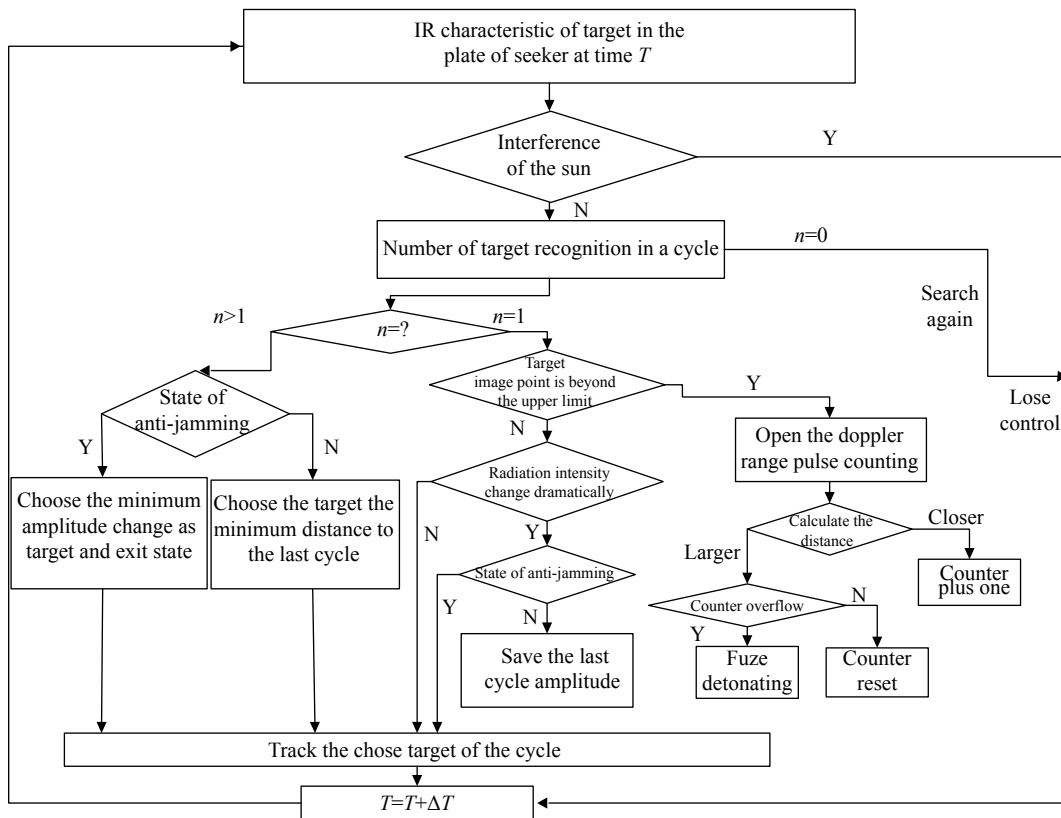 IR characteristic of target in the
plate of seeker at time T
Interference
of the sun
Y
N
Number of target recognition in a cycle
n=0
Search
again
n>1
n=?
n=1
Lose
control
State of
anti-jamming
Y
N
Target
image point is beyond
the upper limit
Y
N
Open the doppler
range pulse counting
Choose the minimum
amplitude change as
target and exit state
Choose the target the
minimum distance to
the last cycle
Radiation intensity
change dramatically
N
Y
Calculate the
distance
Closer
Larger
Counter
plus one
State of anti-jamming
Y
N
Counter overflow
N
Y
Save the last
cycle amplitude
Fuze
detonating
Counter
reset
Track the chose target of the cycle
T=T+ΔT